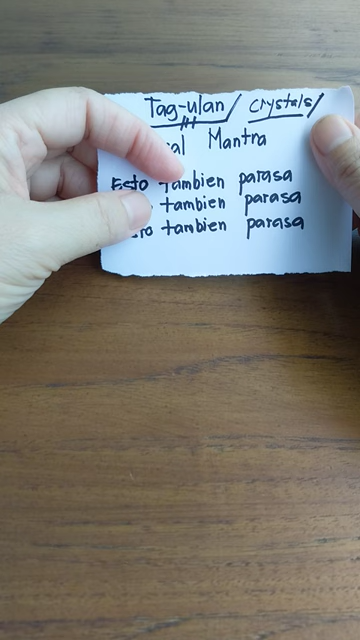 Tag-ulan/ crystals/
Mantra
Esto tambien parasa
tambien parasa
tambien parasa